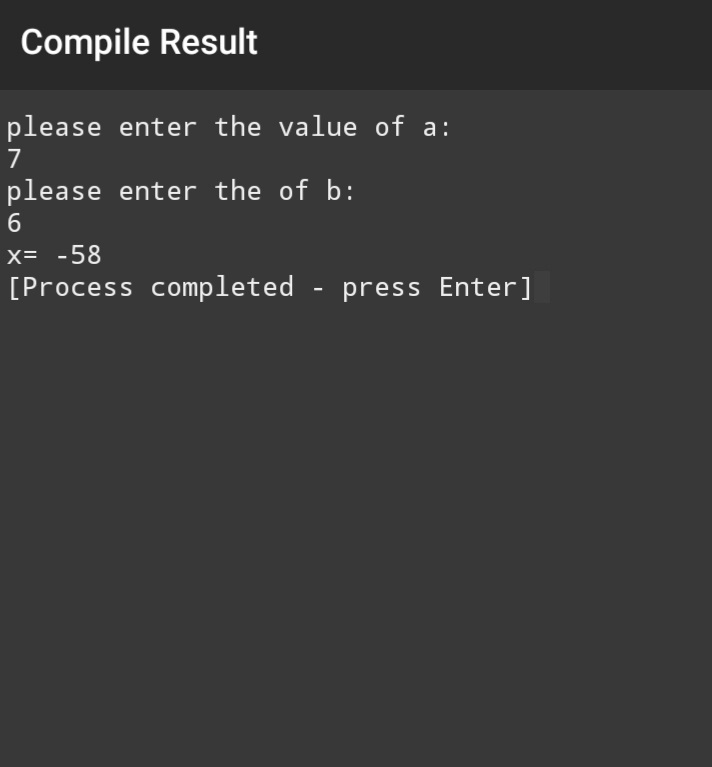 Compile Result
please enter the value of a:
7
please enter the of b:
6
x= -58
[Process completed - press Enter]